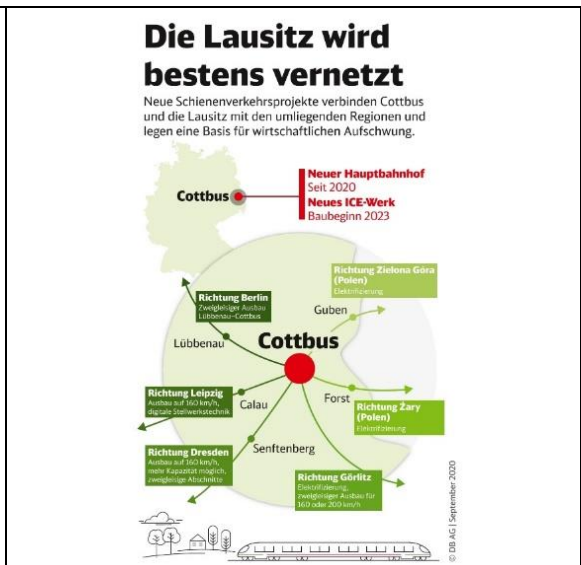 Die Lausitz wird
bestens vernetzt
Neue Schienenverkehrsprojekte verbinden Cottbus
und die Lausitz mit den umliegenden Regionen und
legen eine Basis für wirtschaftlichen Aufschwung.
Cottbus
Neuer Hauptbahnhof
Seit 2020
Neues ICE-Werk
Baubeginn 2023
Richtung Zielona Góra
(Polen)
Elektrifizierung
Richtung Berlin
Zweigleisiger Ausbau
Lübbenau–Cottbus
Guben
Lübbenau
Cottbus
Richtung Leipzig
Ausbau auf 160 km/h,
digitale Stellwerkstechnik
Calau
Forst
Richtung Żary
(Polen)
Elektrifizierung
Richtung Dresden
Ausbau auf 160 km/h,
mehr Kapazität möglich,
zweigleisige Abschnitte
Senftenberg
Richtung Görlitz
Elektrifizierung,
zweigleisiger Ausbau für
160 oder 200 km/h
© DB AG | September 2020